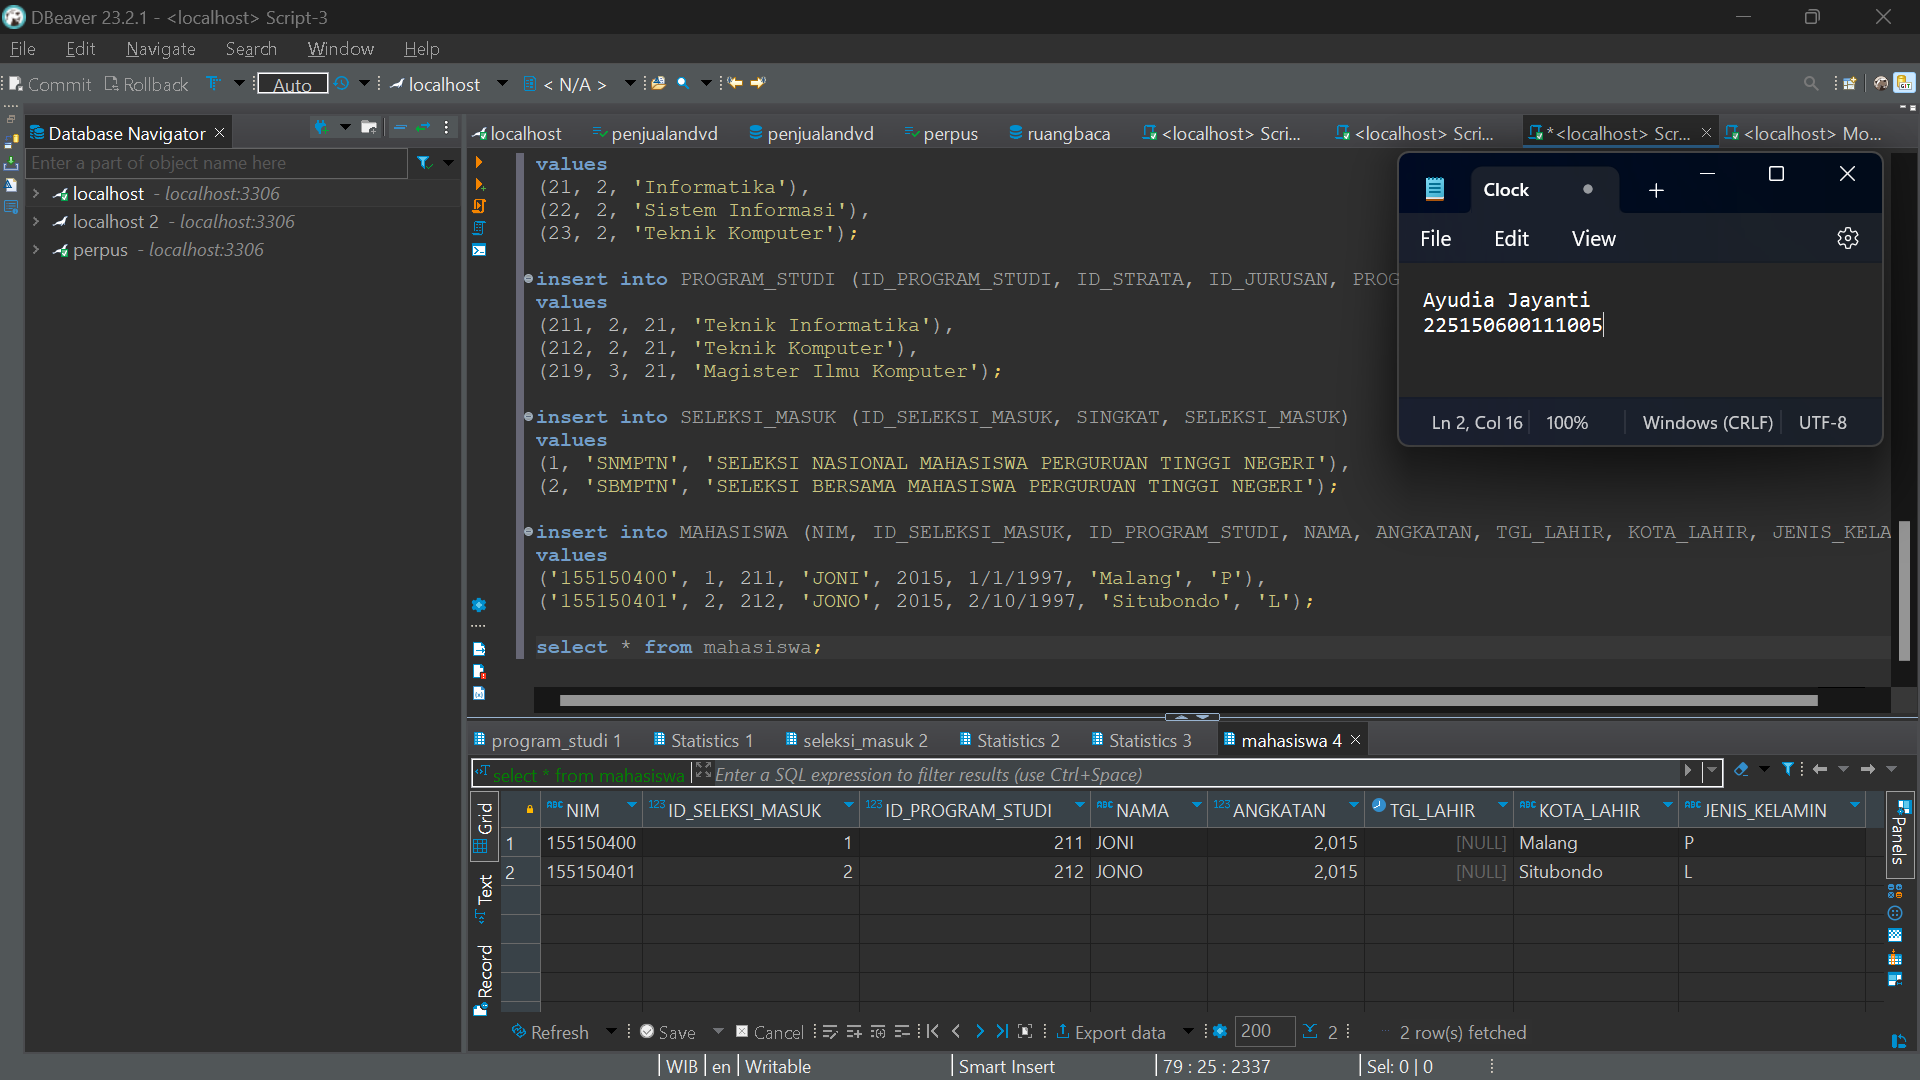 DBeaver 23.2.1 - <localhost> Script-3
File Edit Navigate Search Window Help
Commit Rollback Auto localhost < N/A >
Database Navigator
Enter a part of object name here
localhost - localhost:3306
localhost 2 - localhost:3306
perpus - localhost:3306
localhost penjualandvd penjualandvd perpus ruangbaca <localhost> Scri... <localhost> Scri... *<localhost> Scr... <localhost> Mo...
values
(21, 2, 'Informatika'),
(22, 2, 'Sistem Informasi'),
(23, 2, 'Teknik Komputer');
insert into PROGRAM_STUDI (ID_PROGRAM_STUDI, ID_STRATA, ID_JURUSAN, PROG
values
(211, 2, 21, 'Teknik Informatika'),
(212, 2, 21, 'Teknik Komputer'),
(219, 3, 21, 'Magister Ilmu Komputer');
insert into SELEKSI_MASUK (ID_SELEKSI_MASUK, SINGKAT, SELEKSI_MASUK)
values
(1, 'SNMPTN', 'SELEKSI NASIONAL MAHASISWA PERGURUAN TINGGI NEGERI'),
(2, 'SBMPTN', 'SELEKSI BERSAMA MAHASISWA PERGURUAN TINGGI NEGERI');
insert into MAHASISWA (NIM, ID_SELEKSI_MASUK, ID_PROGRAM_STUDI, NAMA, ANGKATAN, TGL_LAHIR, KOTA_LAHIR, JENIS_KELA
values
('155150400', 1, 211, 'JONI', 2015, 1/1/1997, 'Malang', 'P'),
('155150401', 2, 212, 'JONO', 2015, 2/10/1997, 'Situbondo', 'L');
select * from mahasiswa;
Clock
File Edit View
Ayudia Jayanti
225150600111005
Ln 2, Col 16 100% Windows (CRLF) UTF-8
program_studi 1 Statistics 1 seleksi_masuk 2 Statistics 2 Statistics 3 mahasiswa 4
select * from mahasiswa Enter a SQL expression to filter results (use Ctrl+Space)
Grid
Text
Record
NIM ID_SELEKSI_MASUK ID_PROGRAM_STUDI NAMA ANGKATAN TGL_LAHIR KOTA_LAHIR JENIS_KELAMIN
1 155150400 1 211 JONI 2,015 [NULL] Malang P
2 155150401 2 212 JONO 2,015 [NULL] Situbondo L
Panels
Refresh Save Cancel Export data 200 2 2 row(s) fetched
WIB en Writable Smart Insert 79 : 25 : 2337 Sel: 0 | 0